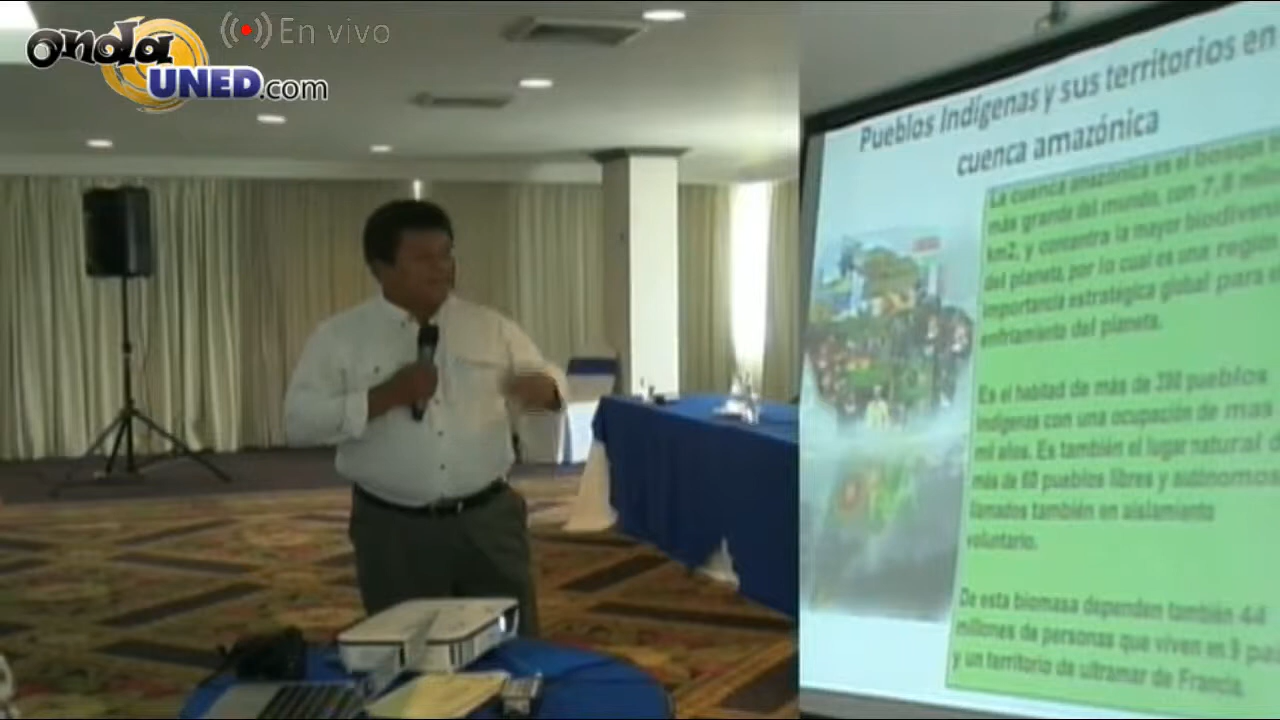 onda UNED.com
En vivo
Pueblos Indígenas y sus territorios en
cuenca amazónica
La cuenca amazónica es el bosque
más grande del mundo, con 7,8
km2, y concentra la mayor
del planeta, por lo cual es una región
importancia estratégica global para
enfriamiento del planeta.
Es el habitad de más de pueblos
indígenas con una ocupación de mas
mil años. Es también el lugar natural
más de 60 pueblos libres y autónomos
llamados también en aislamiento
voluntario.
De esta biomasa dependen también 44
millones de personas que viven en 9
y un territorio de ultramar de Francia.